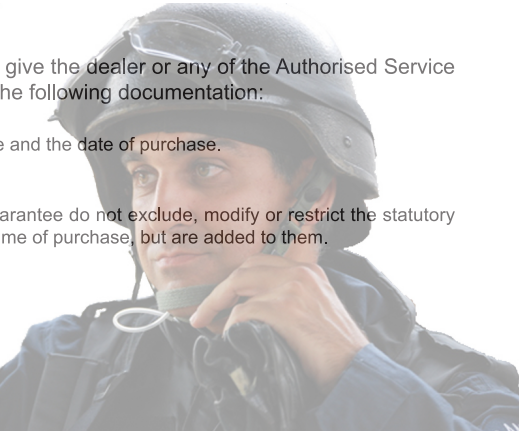 give the dealer or any of the Authorised Service
he following documentation:
e and the date of purchase.
arantee do not exclude, modify or restrict the statutory
me of purchase, but are added to them.